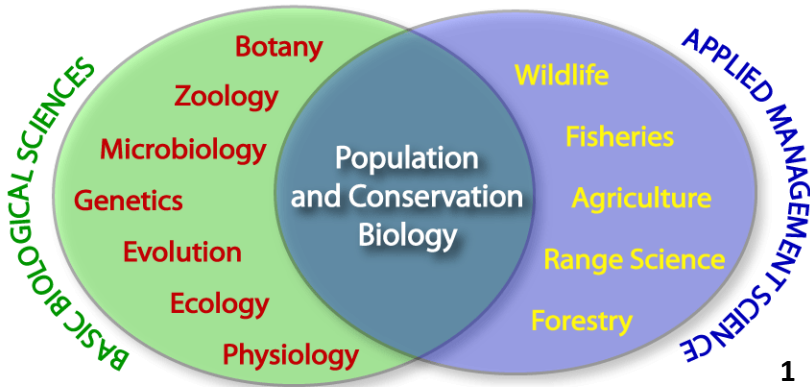 BASIC BIOLOGICAL SCIENCES
Botany
Zoology
Microbiology
Genetics
Evolution
Ecology
Physiology
Population
and Conservation
Biology
Wildlife
Fisheries
Agriculture
Range Science
Forestry
APPLIED MANAGEMENT SCIENCE
1